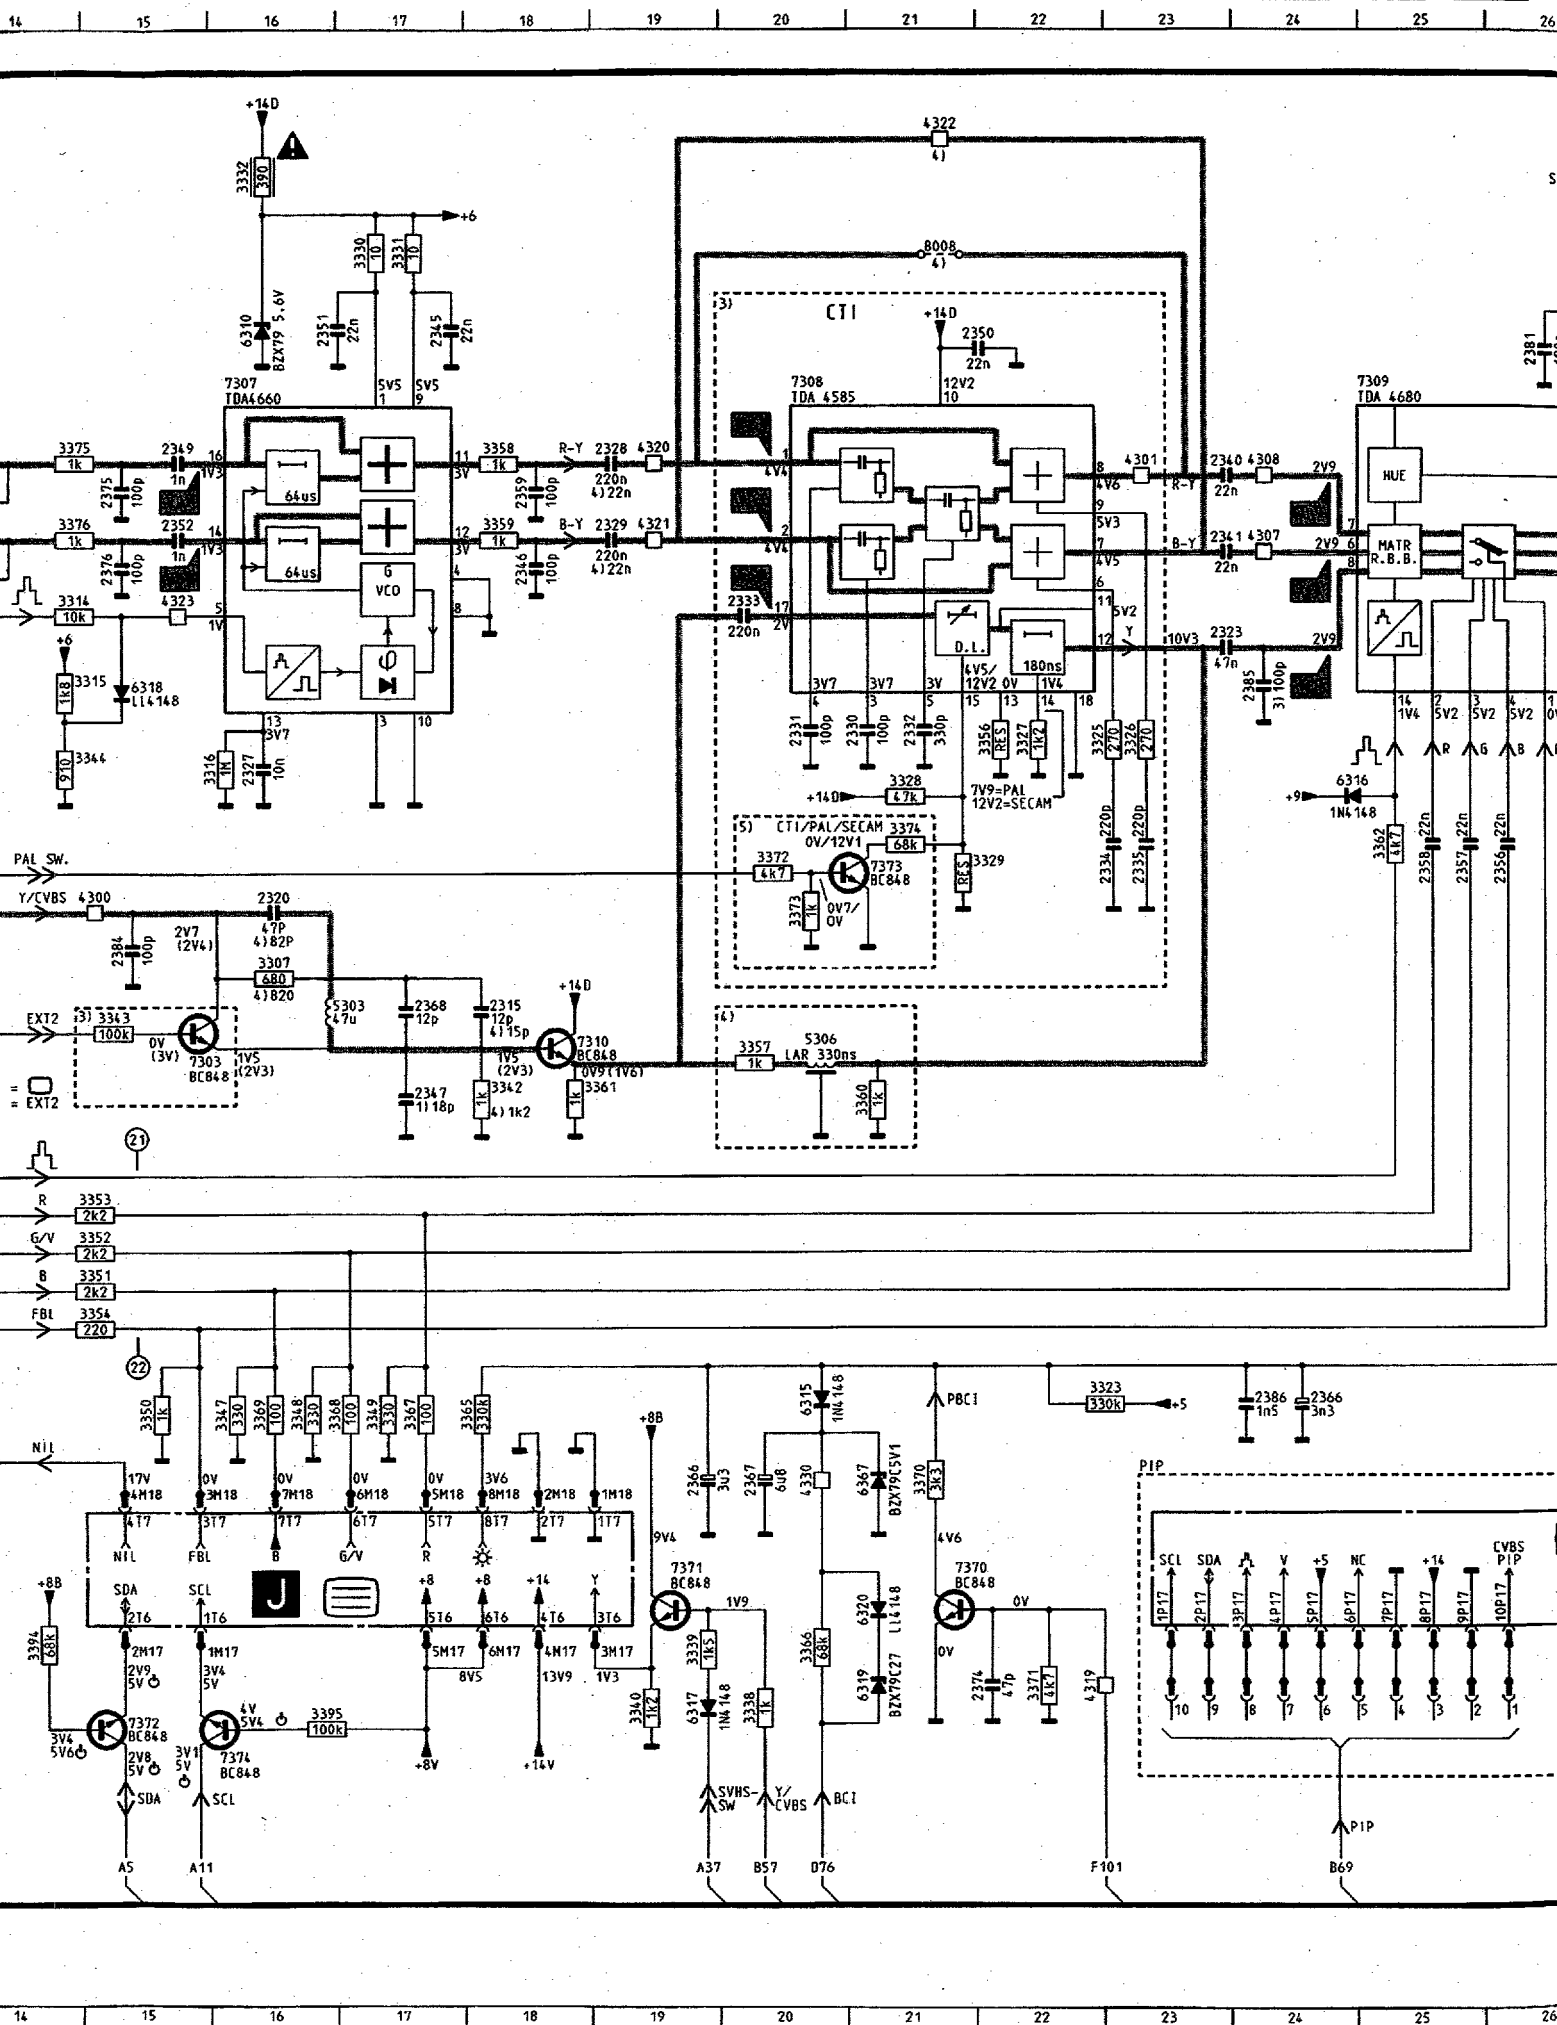 14 15 16 17 18 19 20 21 22 23 24 25 26
+14D
3332
390
+6
3330
10
3331
10
6310
BZX79 5.6V
2351
22n
2345
22n
4322
4)
8008
4)
3)
CTI
+14D
2350
22n
12V2
10
2381
S
7307
TDA4660
5V5
1
5V5
9
7308
TDA 4585
7309
TDA 4680
3375
1k
2349
1n
16
1V3
2375
100p
64us
11
3V
3358
1k
R-Y
2328
220n
4)22n
4320
2359
100p
1
4V4
8
4V6
4301
R-Y
2340
22n
4308
2V9
HUE
9
5V3
7
3376
1k
2352
1n
14
1V3
2376
100p
64us
12
3V
3359
1k
B-Y
2329
220n
4)22n
4321
2346
100p
2
4V4
7
4V5
B-Y
2341
22n
4307
2V9
6
8
MATR
R.B.B.
G
VCO
4
8
6
11
5V2
3314
10k
4323
5
1V
2333
220n
17
2V
D.L.
180ns
12
Y
10V3
2323
47n
2V9
2385
3)100p
+6
3315
1k8
6318
LL4148
3344
910
13
3V7
3
10
3316
1M
2327
10n
3V7
4
3V7
3
3V
5
4V5/
12V2
15
0V
13
1V4
14
18
2331
100p
2330
100p
2332
330p
3356
RES
3327
1k2
3325
270
3326
270
14
1V4
2
5V2
3
5V2
4
5V2
R
G
B
+14D
3328
47k
7V9=PAL
12V2=SECAM
+9
6316
1N4148
3362
4k7
2358
22n
2357
22n
2356
22n
5)
CTI/PAL/SECAM
0V/12V1
3374
68k
3372
4k7
7373
BC848
3373
1k
0V7/
0V
3329
RES
2334
220p
2335
220p
PAL SW.
Y/CVBS
4300
2320
47P
4)82P
2384
100p
2V7
(2V4)
3307
680
4)820
5303
47u
2368
12p
2315
12p
4)15p
+14D
7310
BC848
0V9(1V6)
EXT2
3)
3343
100k
0V
(3V)
7303
BC848
1V5
(2V3)
1V5
(2V3)
= EXT2
2347
1)18p
3342
1k
4)1k2
3361
1k
4)
3357
1k
5306
LAR 330ns
3360
1k
21
R
3353
2k2
G/V
3352
2k2
B
3351
2k2
FBL
3354
220
22
3350
1k
3347
330
3369
100
3348
330
3368
100
3349
330
3367
100
3365
330k
NIL
17V
4M18
0V
3M18
0V
7M18
0V
6M18
0V
5M18
3V6
8M18
2M18
1M18
4T7
3T7
7T7
6T7
5T7
8T7
2T7
1T7
NIL
FBL
B
G/V
R
SDA
SCL
J
+8
+8
+14
Y
2T6
1T6
5T6
6T6
4T6
3T6
2M17
1M17
5M17
6M17
4M17
3M17
8V5
13V9
1V3
+8B
3394
68k
2V9
5V
3V4
5V
7372
BC848
3V4
5V6
2V8
5V
4V
5V4
3395
100k
7374
BC848
3V1
5V
SDA
SCL
A5
A11
+8V
+14V
+8B
2366
3u3
2367
6u8
6315
1N4148
4330
6367
BZX79C5V1
PBCI
3370
3k3
3323
330k
+5
2386
1n5
2366
3n3
9V4
7371
BC848
1V9
3339
1k5
3340
1k2
6317
1N4148
3338
1k
3366
68k
6320
LL4148
6319
BZX79C27
4V6
7370
BC848
0V
0V
2374
47p
3371
4k7
4319
SVHS-
SW
Y/
CVBS
BCI
A37
B57
D76
F101
PIP
SCL
SDA
V
+5
NC
+14
CVBS
PIP
1P17
2P17
3P17
4P17
5P17
6P17
7P17
8P17
9P17
10P17
10 9 8 7 6 5 4 3 2 1
PIP
B69
14 15 16 17 18 19 20 21 22 23 24 25 26